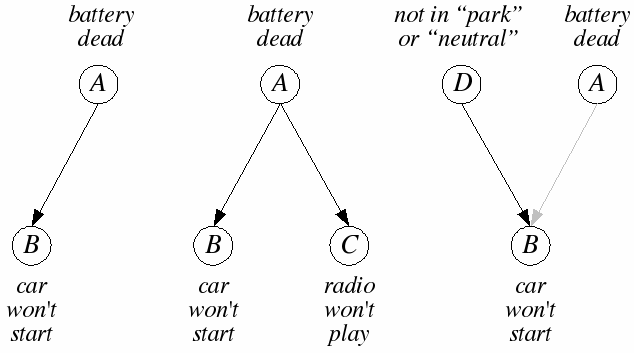 battery
dead
A
B
car
won't
start
battery
dead
A
B
car
won't
start
C
radio
won't
play
not in “park”
or “neutral”
D
battery
dead
A
B
car
won't
start